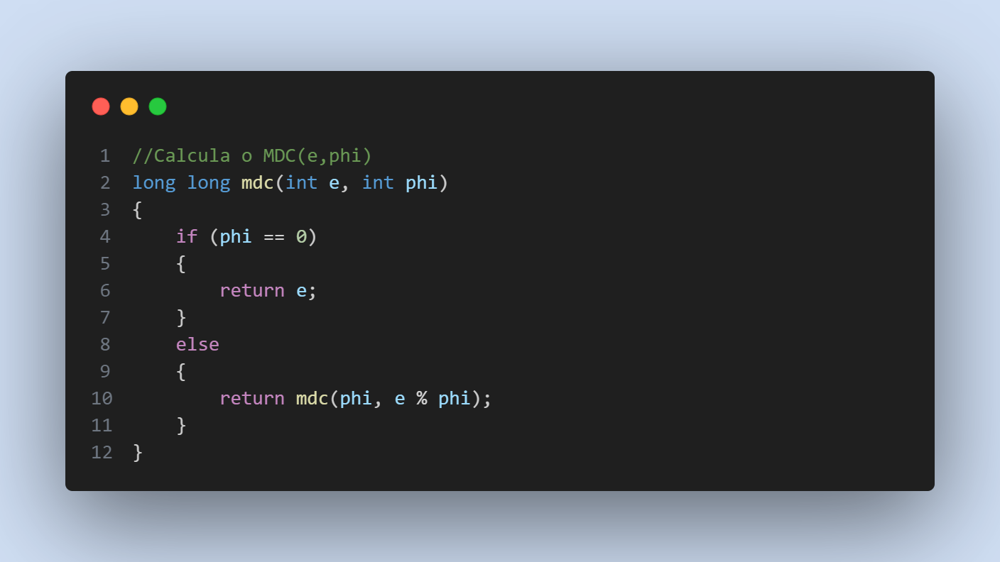 1 //Calcula o MDC(e,phi)
2 long long mdc(int e, int phi)
3 {
4     if (phi == 0)
5     {
6         return e;
7     }
8     else
9     {
10         return mdc(phi, e % phi);
11     }
12 }